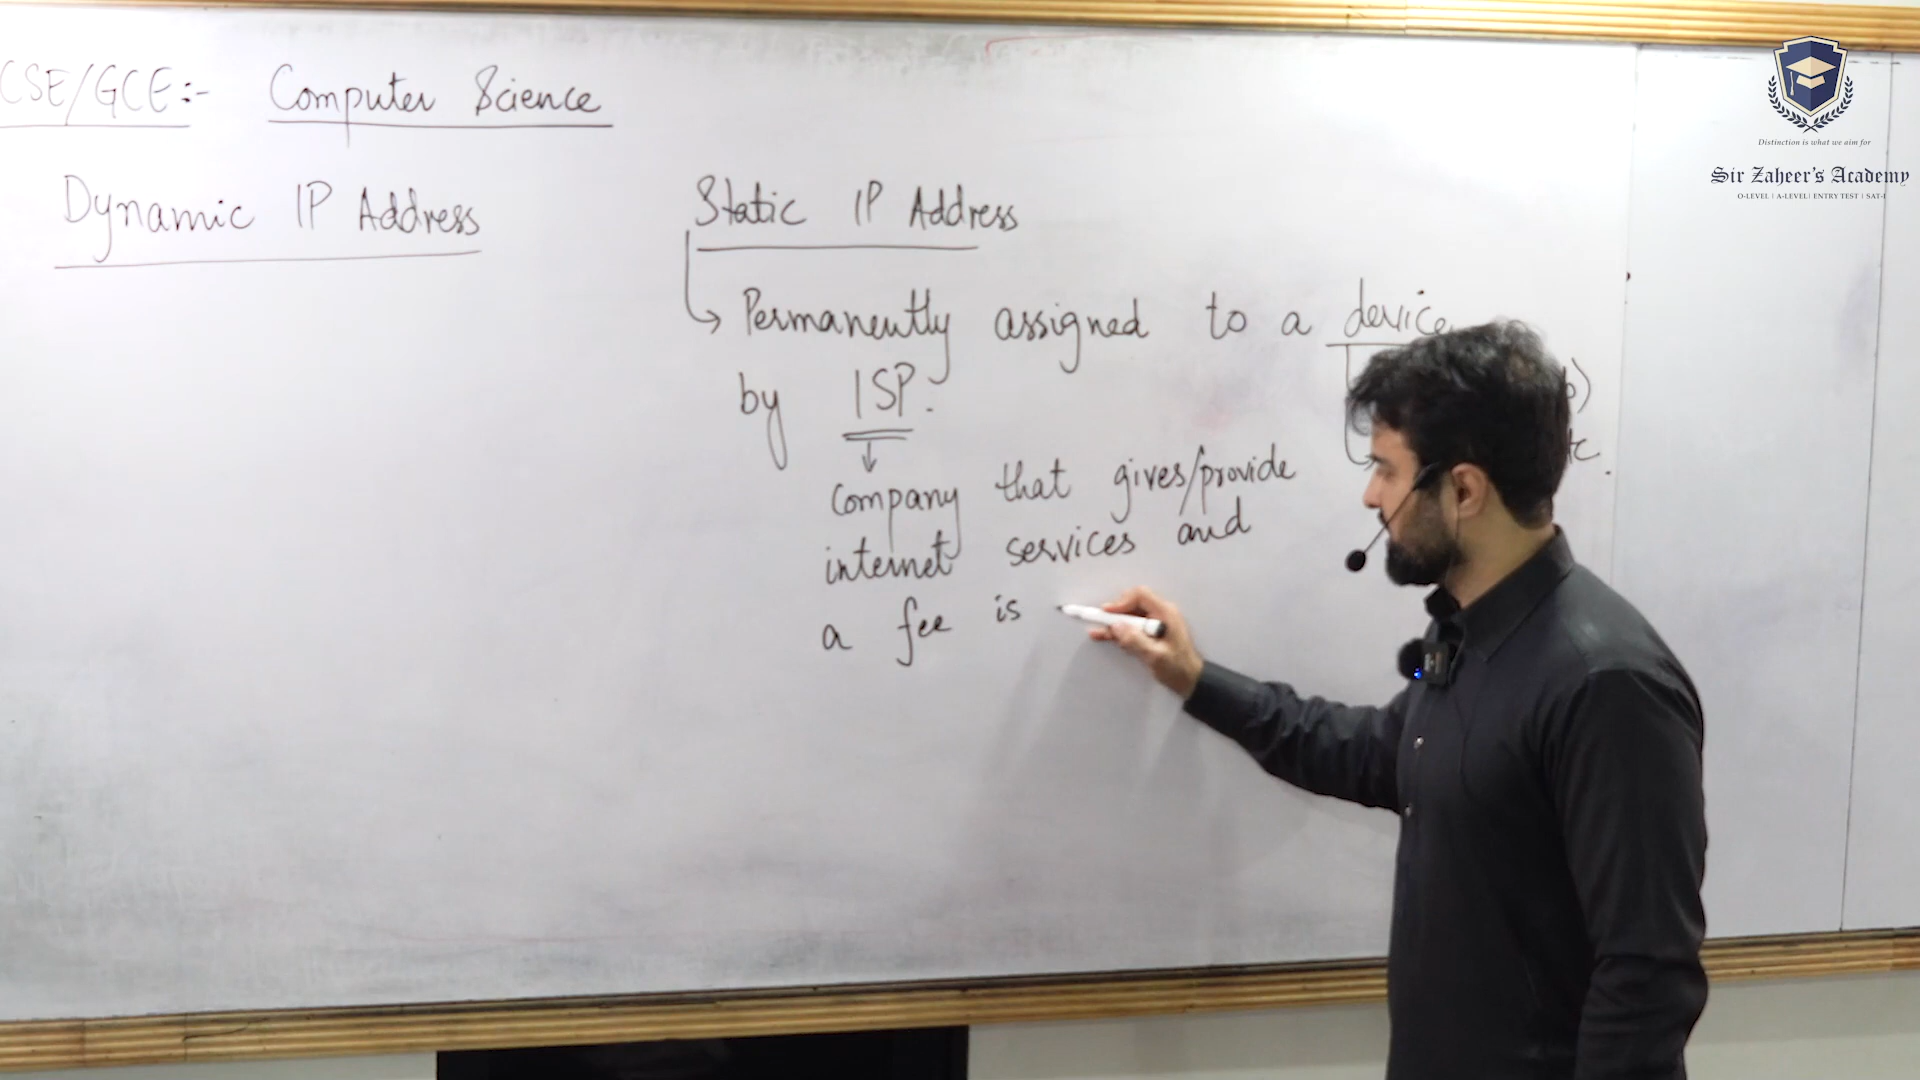 CSE/GCE:- Computer Science
Dynamic IP Address
Static IP Address
Permanently assigned to a device
by ISP.
Company that gives/provide
internet services and
a fee is
Distinction is what we aim for
Sir Zaheer's Academy
O-LEVEL | A-LEVEL | ENTRY TEST | SAT-I